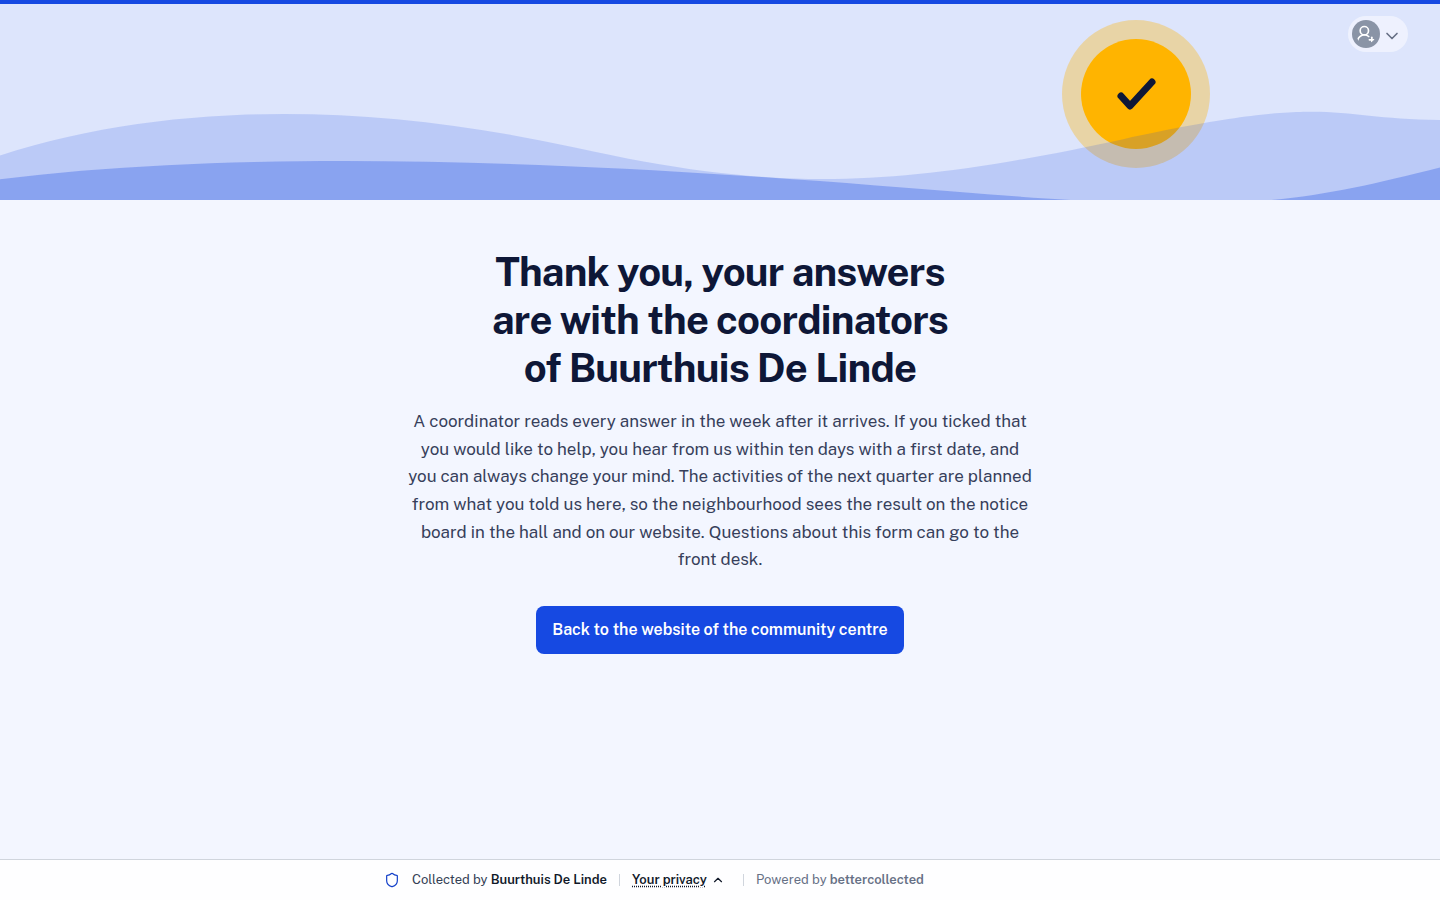 Thank you, your answers
are with the coordinators
of Buurthuis De Linde
A coordinator reads every answer in the week after it arrives. If you ticked that
you would like to help, you hear from us within ten days with a first date, and
you can always change your mind. The activities of the next quarter are planned
from what you told us here, so the neighbourhood sees the result on the notice
board in the hall and on our website. Questions about this form can go to the
front desk.
Back to the website of the community centre
Collected by Buurthuis De Linde
Your privacy
Powered by bettercollected